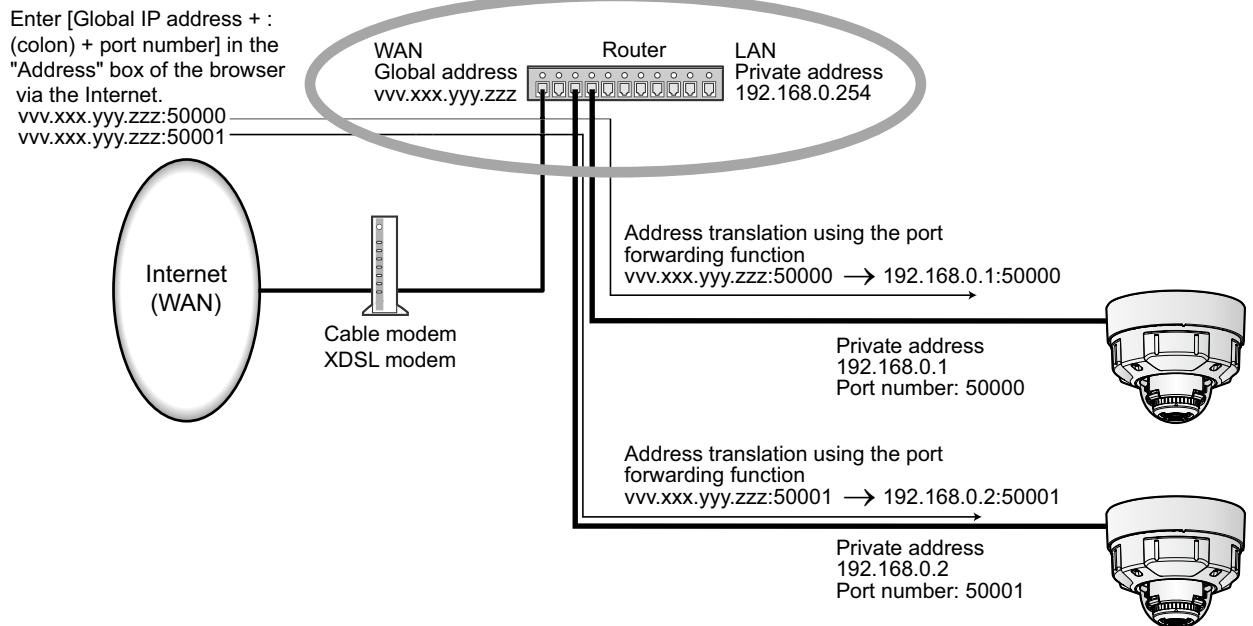 Enter [Global IP address + :
(colon) + port number] in the
"Address" box of the browser
via the Internet.
vvv.xxx.yyy.zzz:50000
vvv.xxx.yyy.zzz:50001
WAN
Global address
vvv.xxx.yyy.zzz
Router
LAN
Private address
192.168.0.254
Internet
(WAN)
Cable modem
XDSL modem
Address translation using the port
forwarding function
vvv.xxx.yyy.zzz:50000 → 192.168.0.1:50000
Private address
192.168.0.1
Port number: 50000
Address translation using the port
forwarding function
vvv.xxx.yyy.zzz:50001 → 192.168.0.2:50001
Private address
192.168.0.2
Port number: 50001